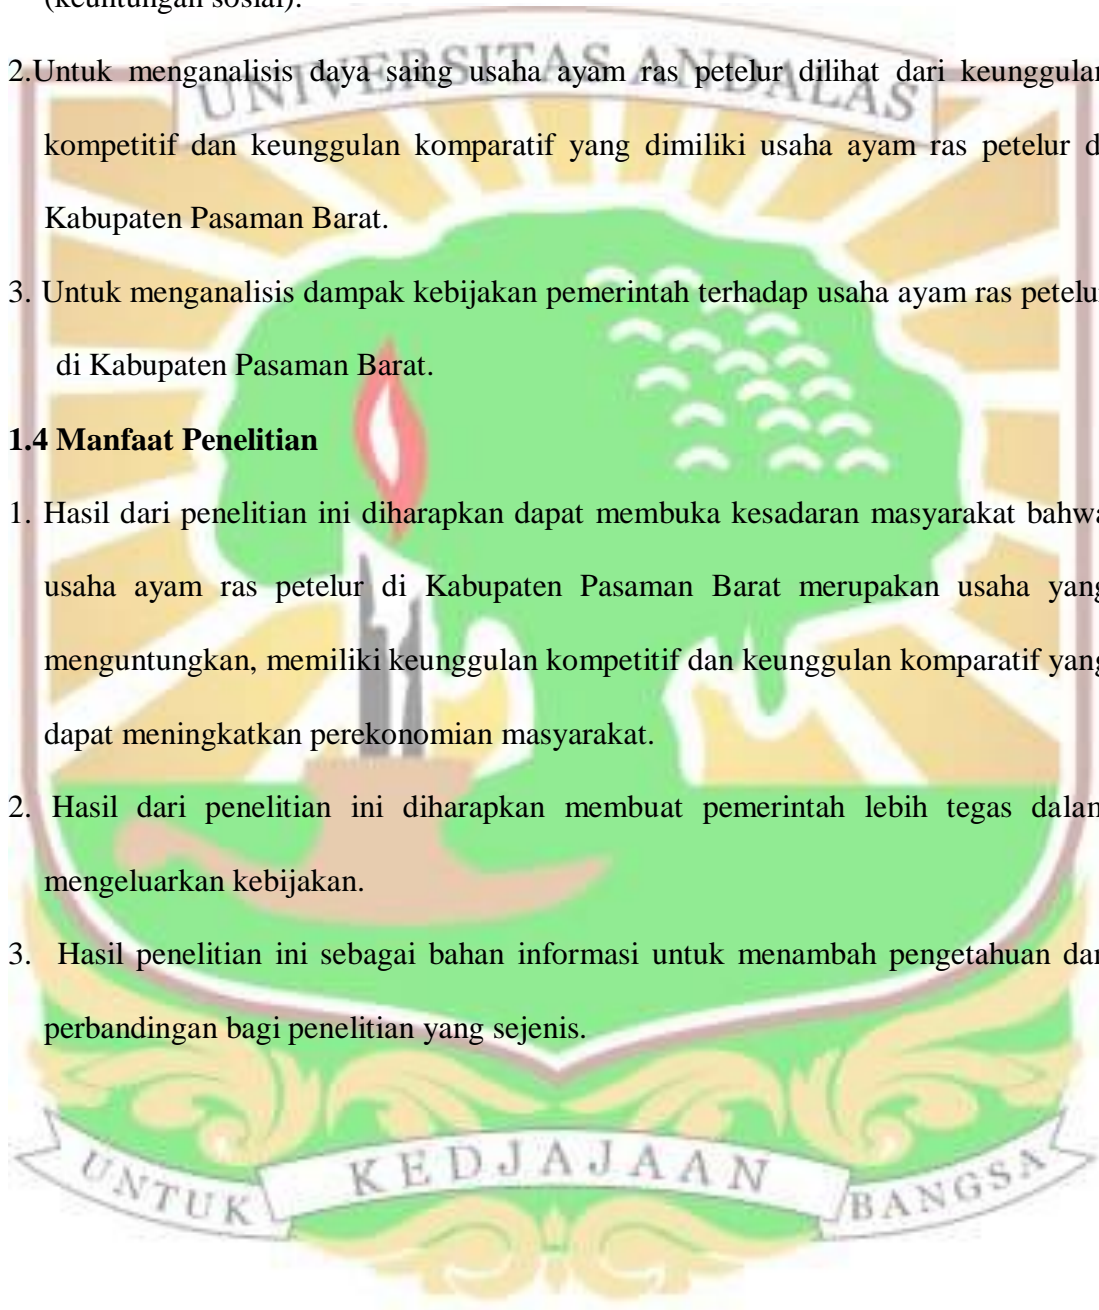 (keuntungan sosial).
UNIVERSITAS ANDALAS
2.Untuk menganalisis daya saing usaha ayam ras petelur dilihat dari keunggulan
kompetitif dan keunggulan komparatif yang dimiliki usaha ayam ras petelur d
Kabupaten Pasaman Barat.
3. Untuk menganalisis dampak kebijakan pemerintah terhadap usaha ayam ras petelur
di Kabupaten Pasaman Barat.
1.4 Manfaat Penelitian
1. Hasil dari penelitian ini diharapkan dapat membuka kesadaran masyarakat bahwa
usaha ayam ras petelur di Kabupaten Pasaman Barat merupakan usaha yang
menguntungkan, memiliki keunggulan kompetitif dan keunggulan komparatif yang
dapat meningkatkan perekonomian masyarakat.
2. Hasil dari penelitian ini diharapkan membuat pemerintah lebih tegas dalam
mengeluarkan kebijakan.
3. Hasil penelitian ini sebagai bahan informasi untuk menambah pengetahuan dan
perbandingan bagi penelitian yang sejenis.
UNTUK KEDJAJAAN BANGSA